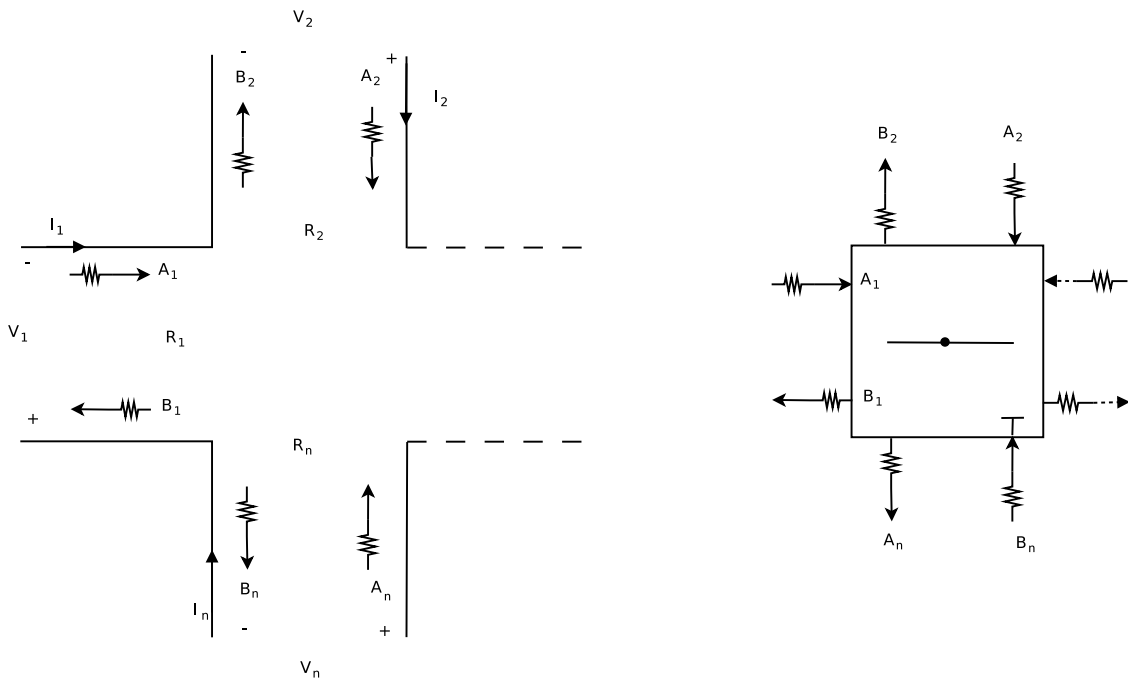 V2
- +
B2 A2
I2
B2 A2
I1
R2
- A1
A1
V1 R1
B1
B1
+
Rn
An
Bn
Bn An
In
- +
Vn